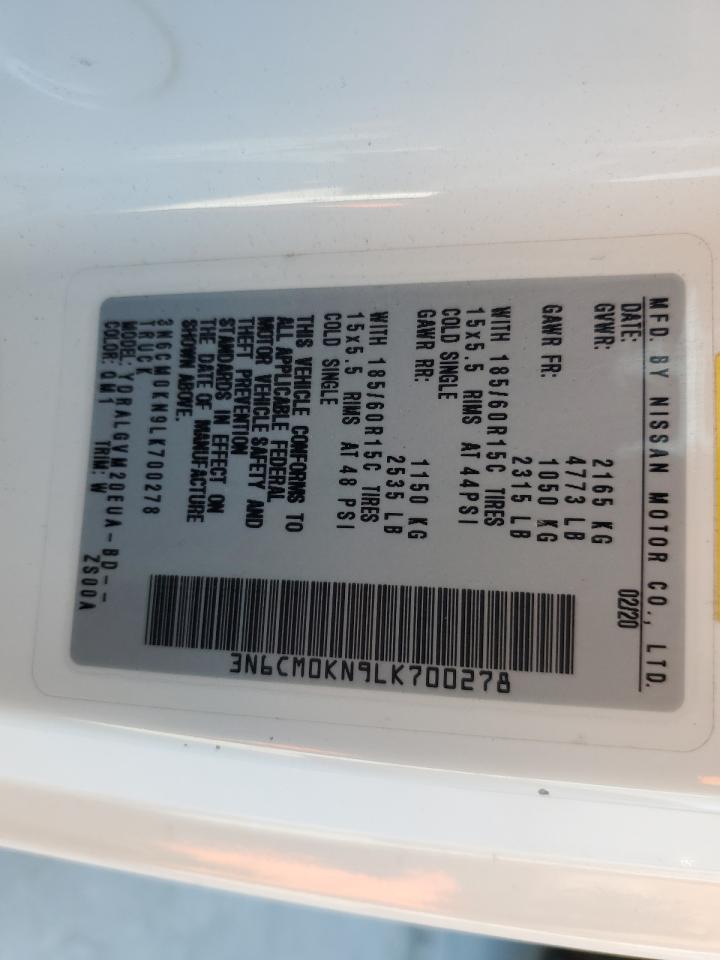 MFD. BY NISSAN MOTOR CO., LTD.
DATE: 02/20
GVWR: 2165 KG
4773 LB
GAWR FR: 1050 KG
2315 LB
WITH 185/60R15C TIRES
15x5.5 RIMS AT 44PSI
COLD SINGLE
GAWR RR: 1150 KG
2535 LB
WITH 185/60R15C TIRES
15x5.5 RIMS AT 48 PSI
COLD SINGLE
THIS VEHICLE CONFORMS TO
ALL APPLICABLE FEDERAL
MOTOR VEHICLE SAFETY AND
THEFT PREVENTION
STANDARDS IN EFFECT ON
THE DATE OF MANUFACTURE
SHOWN ABOVE.
3N6CM0KN9LK700278
TRUCK
MODEL: YDRALGVM20EUA-BD--
COLOR: QM1 TRIM: W ZS00A
3N6CM0KN9LK700278